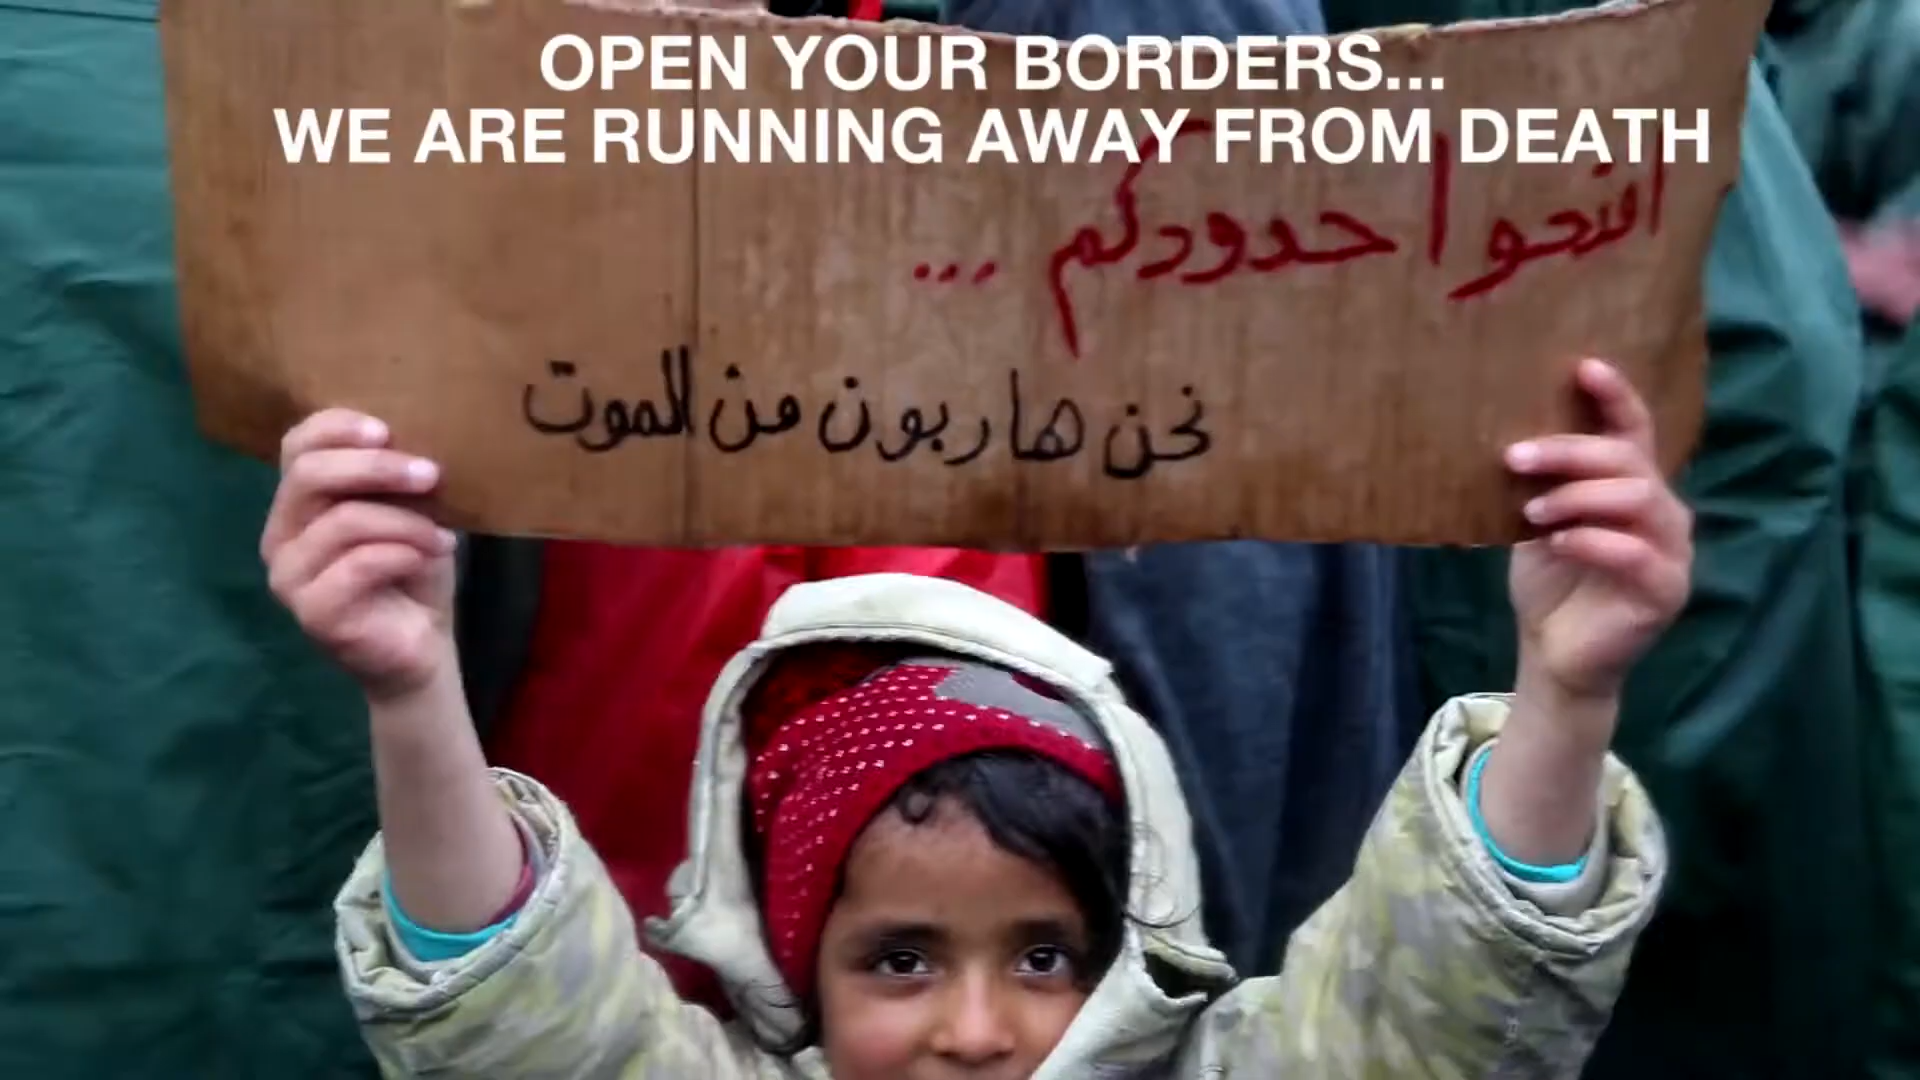 OPEN YOUR BORDERS...
WE ARE RUNNING AWAY FROM DEATH
افتحوا حدودكم ...
نحن هاربون من الموت